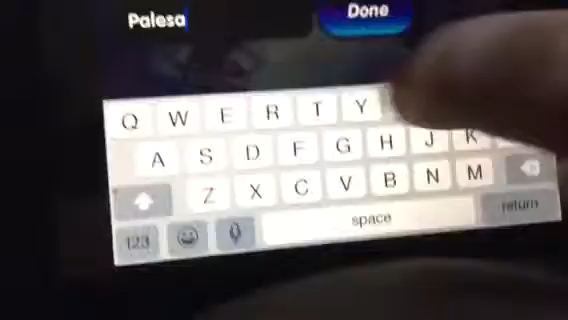 Palesa
Done
Q W E R T Y
A S D F G H J K
Z X C V B N M
123 space return